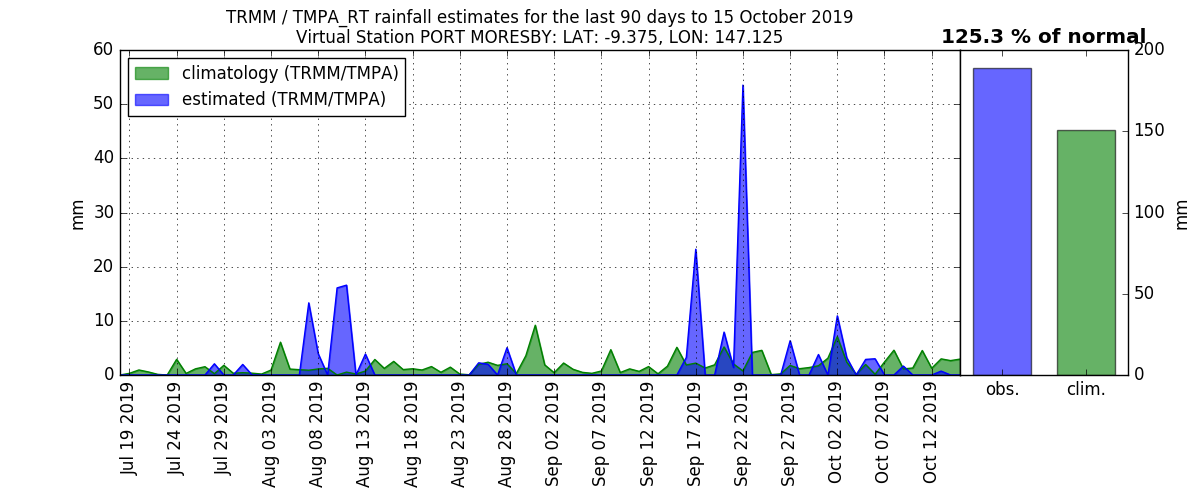 TRMM / TMPA_RT rainfall estimates for the last 90 days to 15 October 2019
Virtual Station PORT MORESBY: LAT: -9.375, LON: 147.125
125.3 % of normal
climatology (TRMM/TMPA)
estimated (TRMM/TMPA)
60
50
40
30
20
10
0
mm
Jul 19 2019
Jul 24 2019
Jul 29 2019
Aug 03 2019
Aug 08 2019
Aug 13 2019
Aug 18 2019
Aug 23 2019
Aug 28 2019
Sep 02 2019
Sep 07 2019
Sep 12 2019
Sep 17 2019
Sep 22 2019
Sep 27 2019
Oct 02 2019
Oct 07 2019
Oct 12 2019
200
150
100
50
0
mm
obs.
clim.